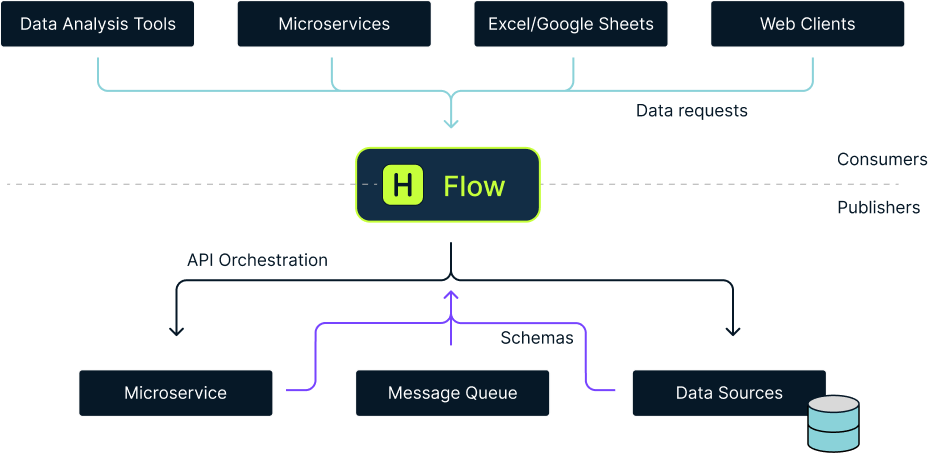 Data Analysis Tools
Microservices
Excel/Google Sheets
Web Clients
Data requests
Consumers
H Flow
Publishers
API Orchestration
Schemas
Microservice
Message Queue
Data Sources